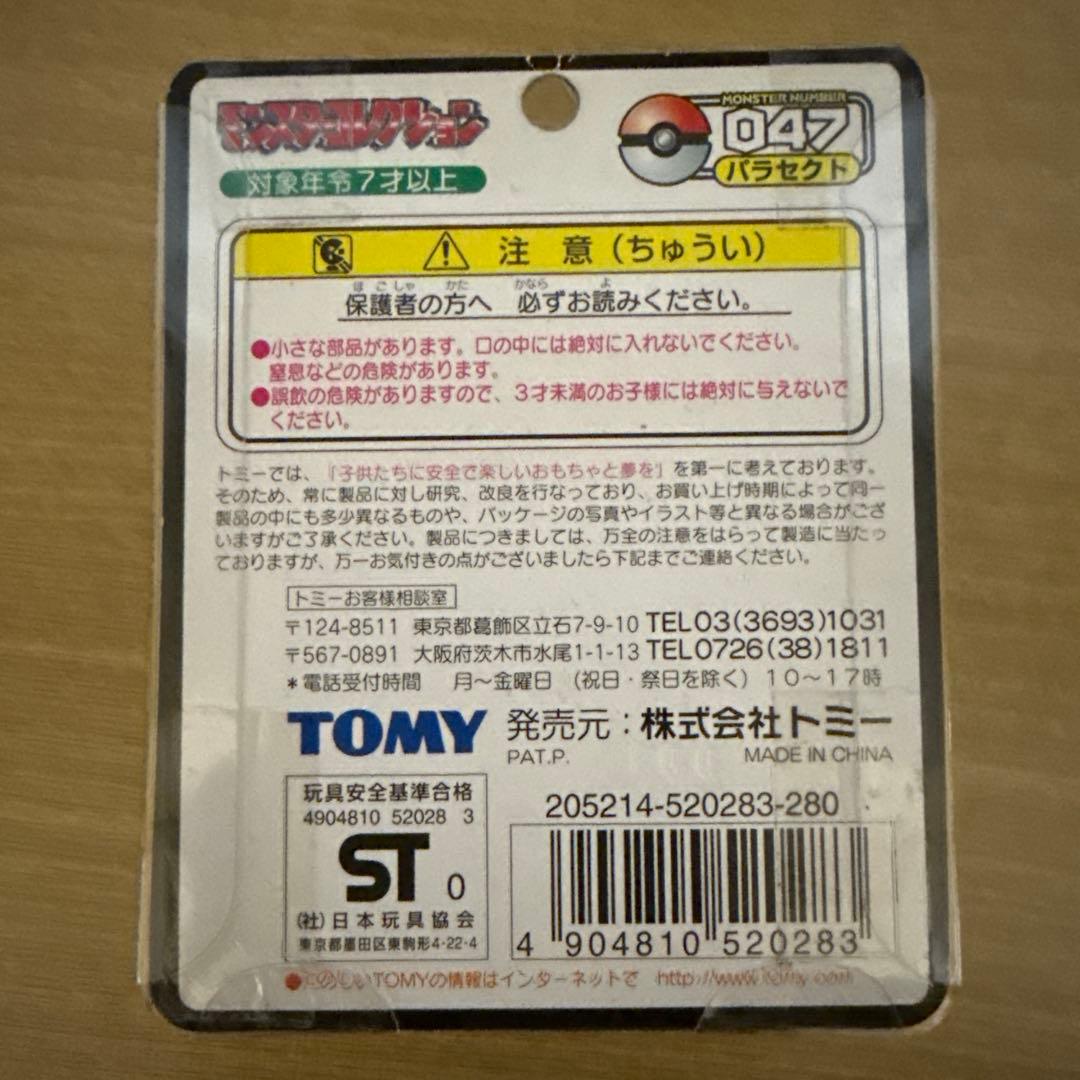 モンスターコレクション
対象年令7才以上
MONSTER NUMBER
047
パラセクト
注意(ちゅうい)
ほごしゃ かた かなら よ
保護者の方へ 必ずお読みください。
●小さな部品があります。口の中には絶対に入れないでください。
窒息などの危険があります。
●誤飲の危険がありますので、3才未満のお子様には絶対に与えないで
ください。
トミーでは、「子供たちに安全で楽しいおもちゃと夢を」を第一に考えております。
そのため、常に製品に対し研究、改良を行なっており、お買い上げ時期によって同一
製品の中にも多少異なるものや、パッケージの写真やイラスト等と異なる場合がござ
いますがご了承ください。製品につきましては、万全の注意をはらって製造に当たっ
ておりますが、万一お気付きの点がございましたら下記までご連絡ください。
トミーお客様相談室
〒124-8511 東京都葛飾区立石7-9-10 TEL03(3693)1031
〒567-0891 大阪府茨木市水尾1-1-13 TEL0726(38)1811
*電話受付時間 月〜金曜日 (祝日・祭日を除く) 10〜17時
TOMY 発売元:株式会社トミー
PAT.P. MADE IN CHINA
玩具安全基準合格
4904810 52028 3
ST 0
(社)日本玩具協会
東京都墨田区東駒形4-22-4
205214-520283-280
4 904810 520283
●たのしいTOMYの情報はインターネットで http://www.tomy.com